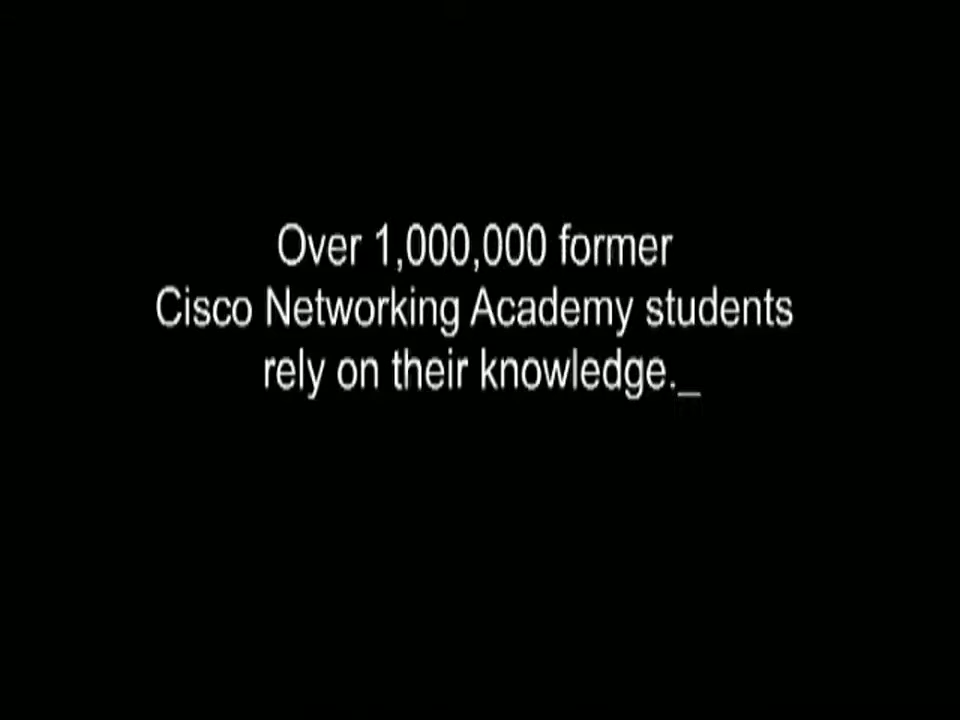 Over 1,000,000 former
Cisco Networking Academy students
rely on their knowledge._